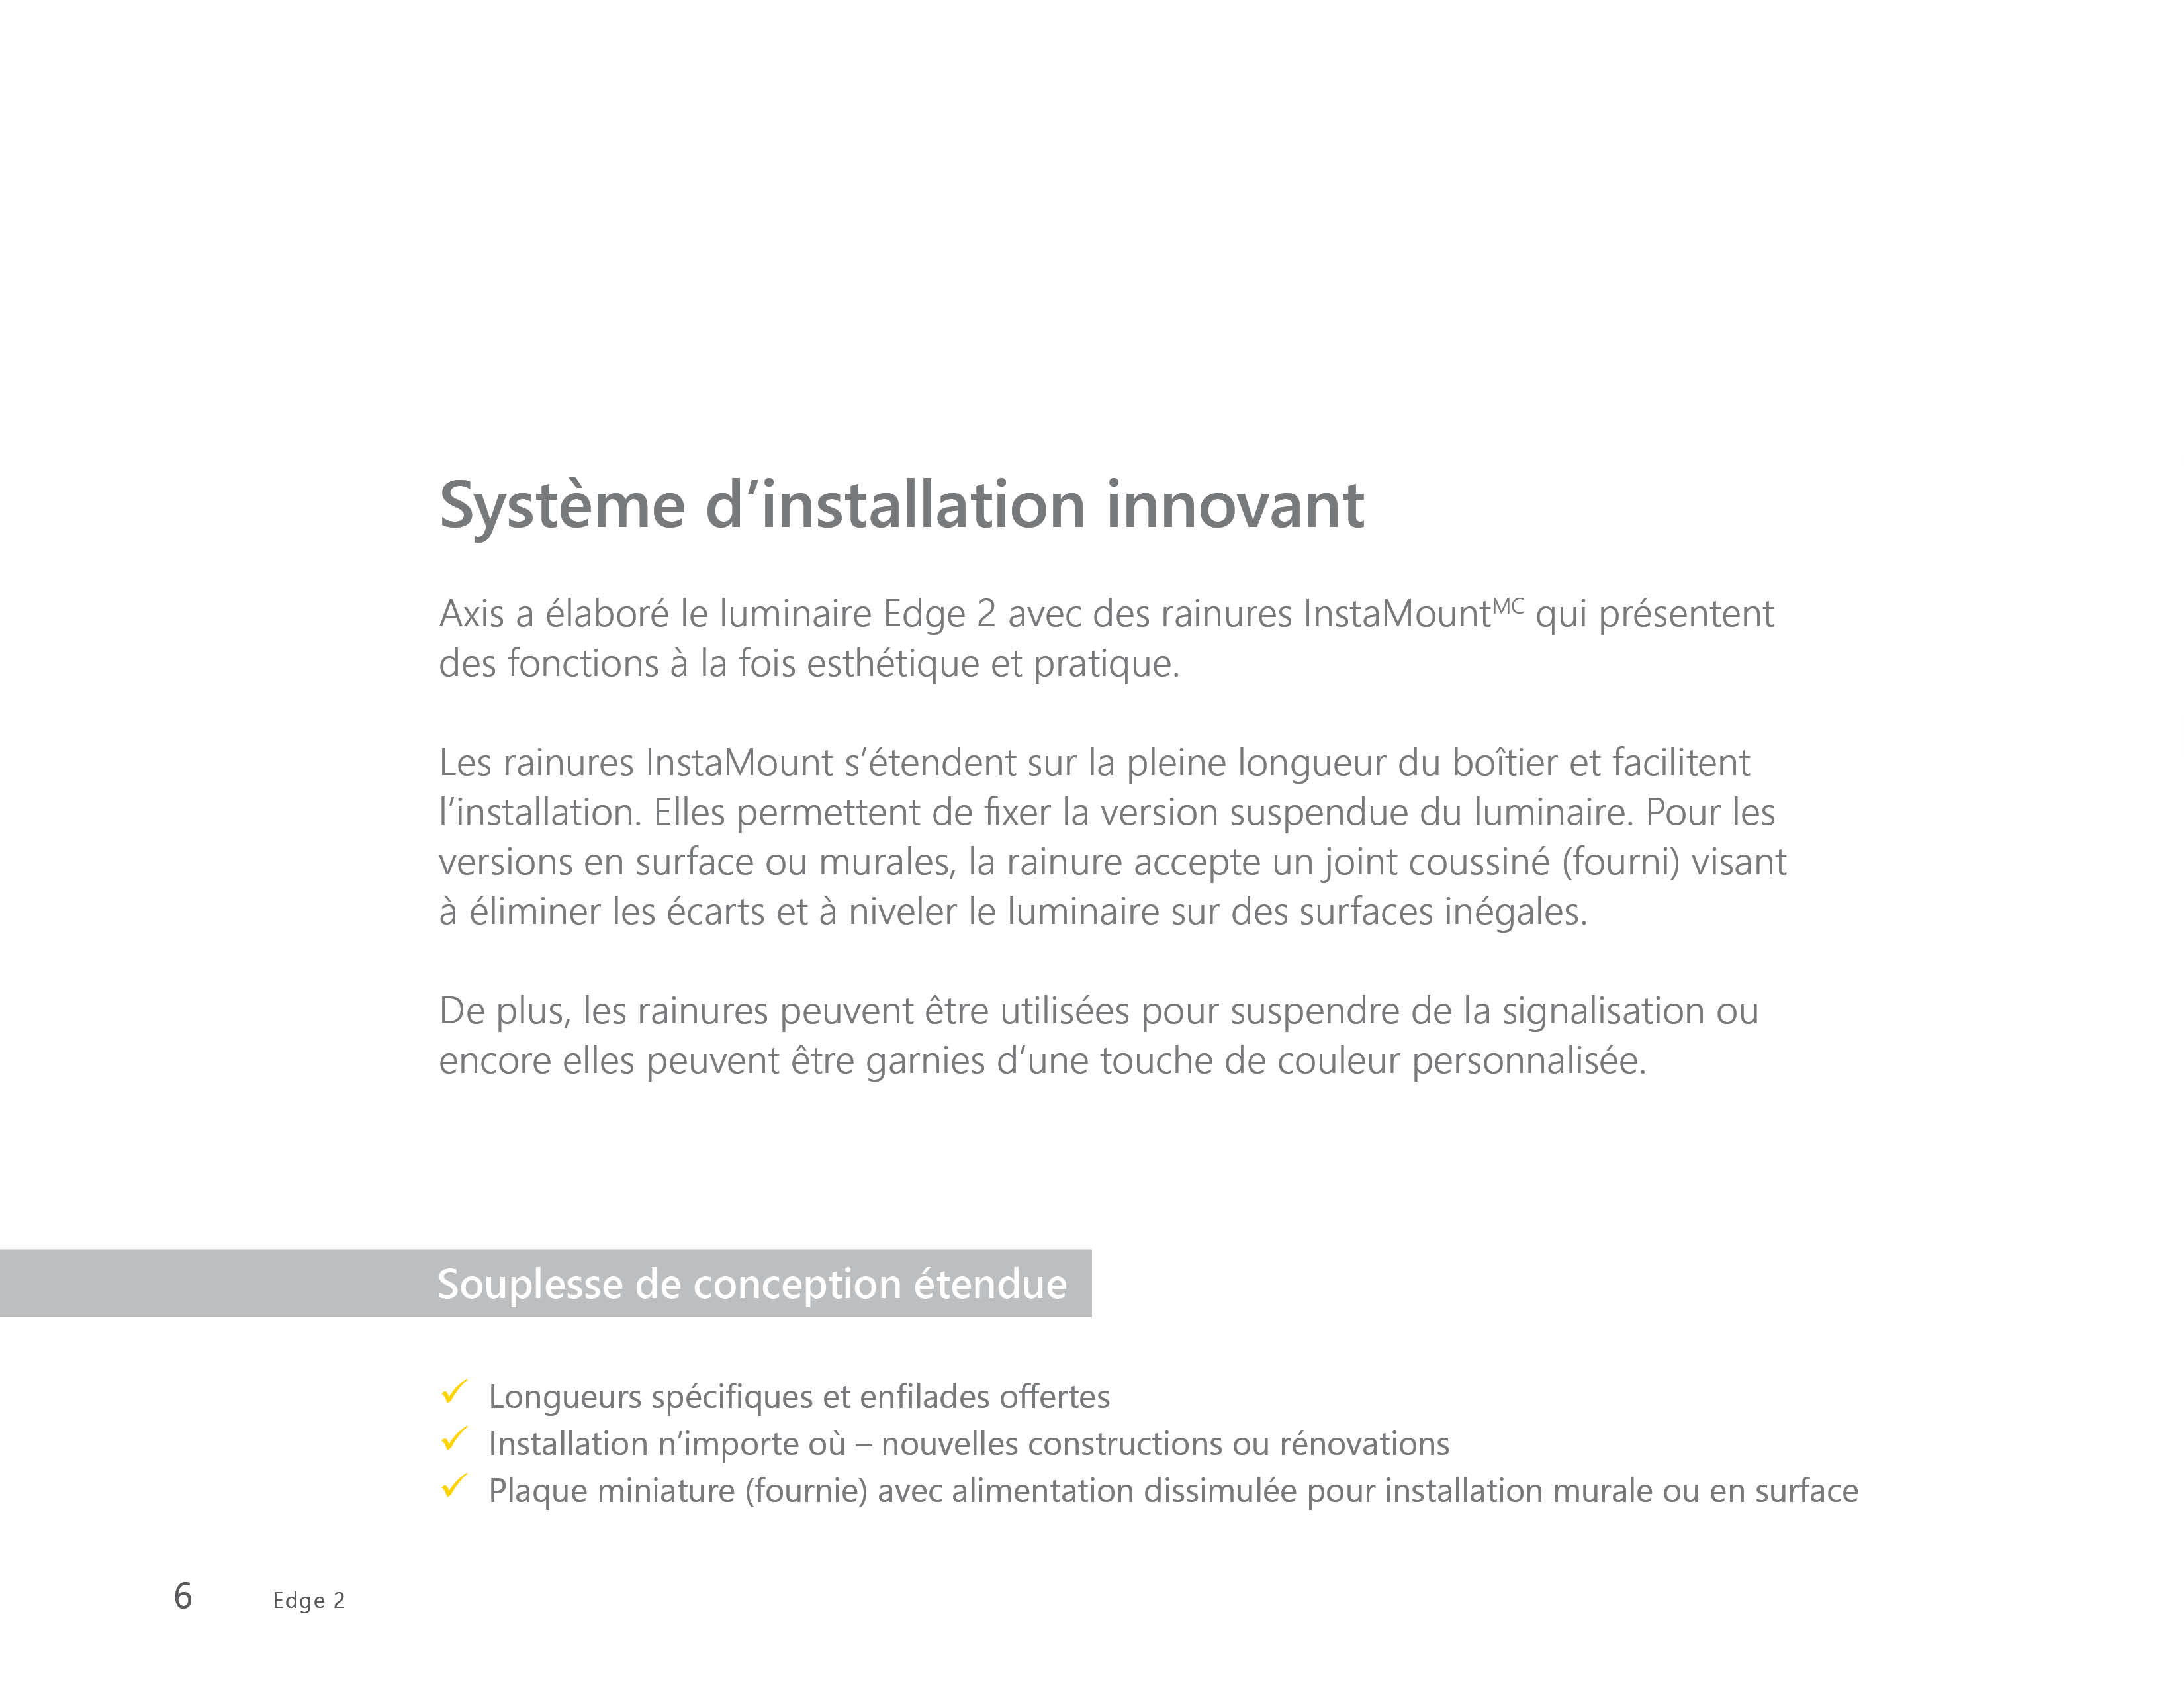 Système d’installation innovant
Axis a élaboré le luminaire Edge 2 avec des rainures InstaMountMC qui présentent
des fonctions à la fois esthétique et pratique.
Les rainures InstaMount s’étendent sur la pleine longueur du boîtier et facilitent
l’installation. Elles permettent de fixer la version suspendue du luminaire. Pour les
versions en surface ou murales, la rainure accepte un joint coussiné (fourni) visant
à éliminer les écarts et à niveler le luminaire sur des surfaces inégales.
De plus, les rainures peuvent être utilisées pour suspendre de la signalisation ou
encore elles peuvent être garnies d’une touche de couleur personnalisée.
Souplesse de conception étendue
✓ Longueurs spécifiques et enfilades offertes
✓ Installation n’importe où – nouvelles constructions ou rénovations
✓ Plaque miniature (fournie) avec alimentation dissimulée pour installation murale ou en surface
6 Edge 2